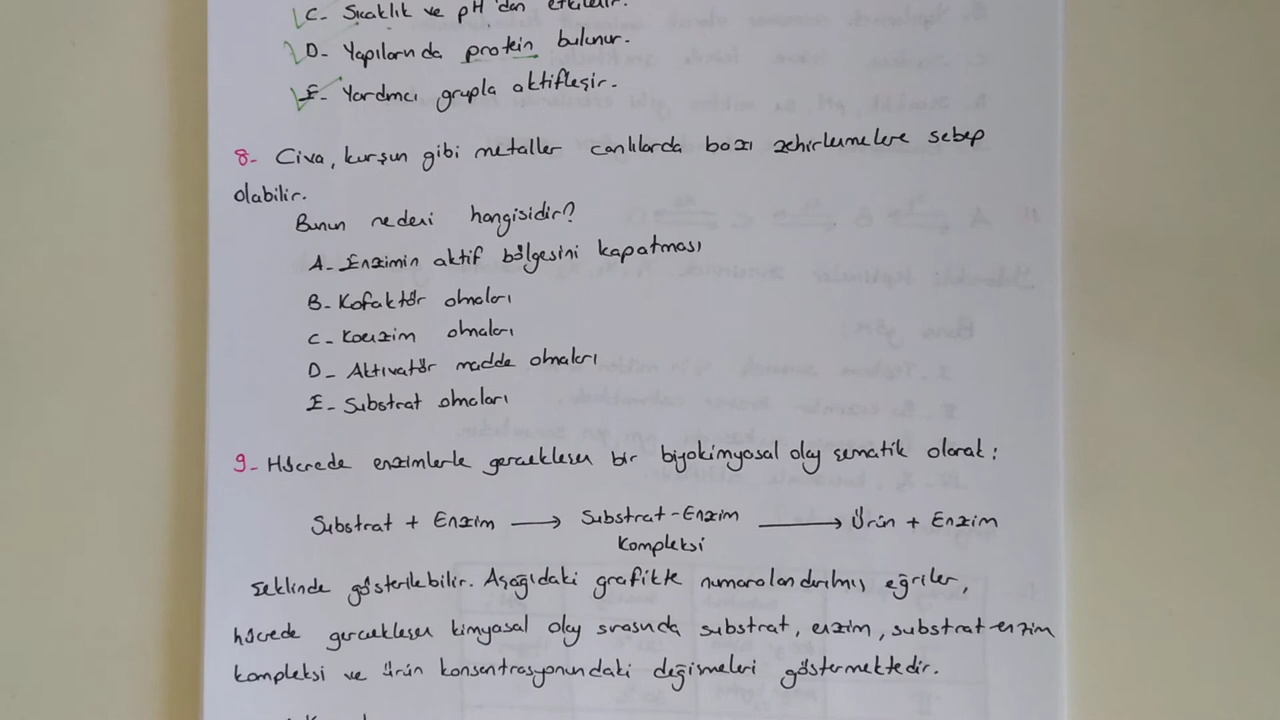 C- Sıcaklık ve pH'dan etkilenir.
D- Yapılarında protein bulunur.
E- Yardımcı grupla aktifleşir.
8- Civa, kurşun gibi metaller canlılarda bazı zehirlemelere sebep
olabilir.
Bunun nedeni hangisidir?
A- Enzimin aktif bölgesini kapatması
B- Kofaktör olmaları
C- Koenzim olmaları
D- Aktivatör madde olmaları
E- Substrat olmaları
9- Hücrede enzimlerle gerçekleşen bir biyokimyasal olay şematik olarak:
Substrat + Enzim → Substrat-Enzim → Ürün + Enzim
Kompleksi
şeklinde gösterilebilir. Aşağıdaki grafikte numaralandırılmış eğriler,
hücrede gerçekleşen kimyasal olay sırasında substrat, enzim, substrat-enzim
kompleksi ve ürün konsantrasyonundaki değişmeleri göstermektedir.